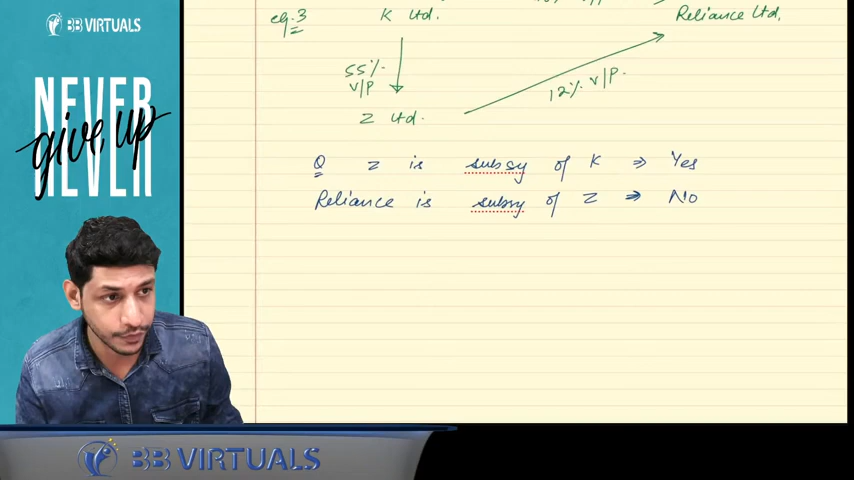 BB VIRTUALS
NEVER
give up
NEVER
eg.3
K Ltd.
Reliance Ltd.
55%
V/P
12% V/P.
Z Ltd.
Q Z is subsy of K ⇒ Yes
Reliance is subsy of Z ⇒ No
BB VIRTUALS